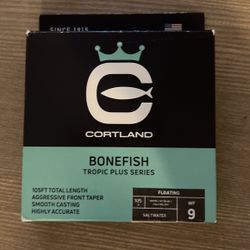 SINCE 1915
CORTLAND
BONEFISH
TROPIC PLUS SERIES
105FT TOTAL LENGTH
AGGRESSIVE FRONT TAPER
SMOOTH CASTING
HIGHLY ACCURATE
FLOATING
105
SALTWATER
WF
9